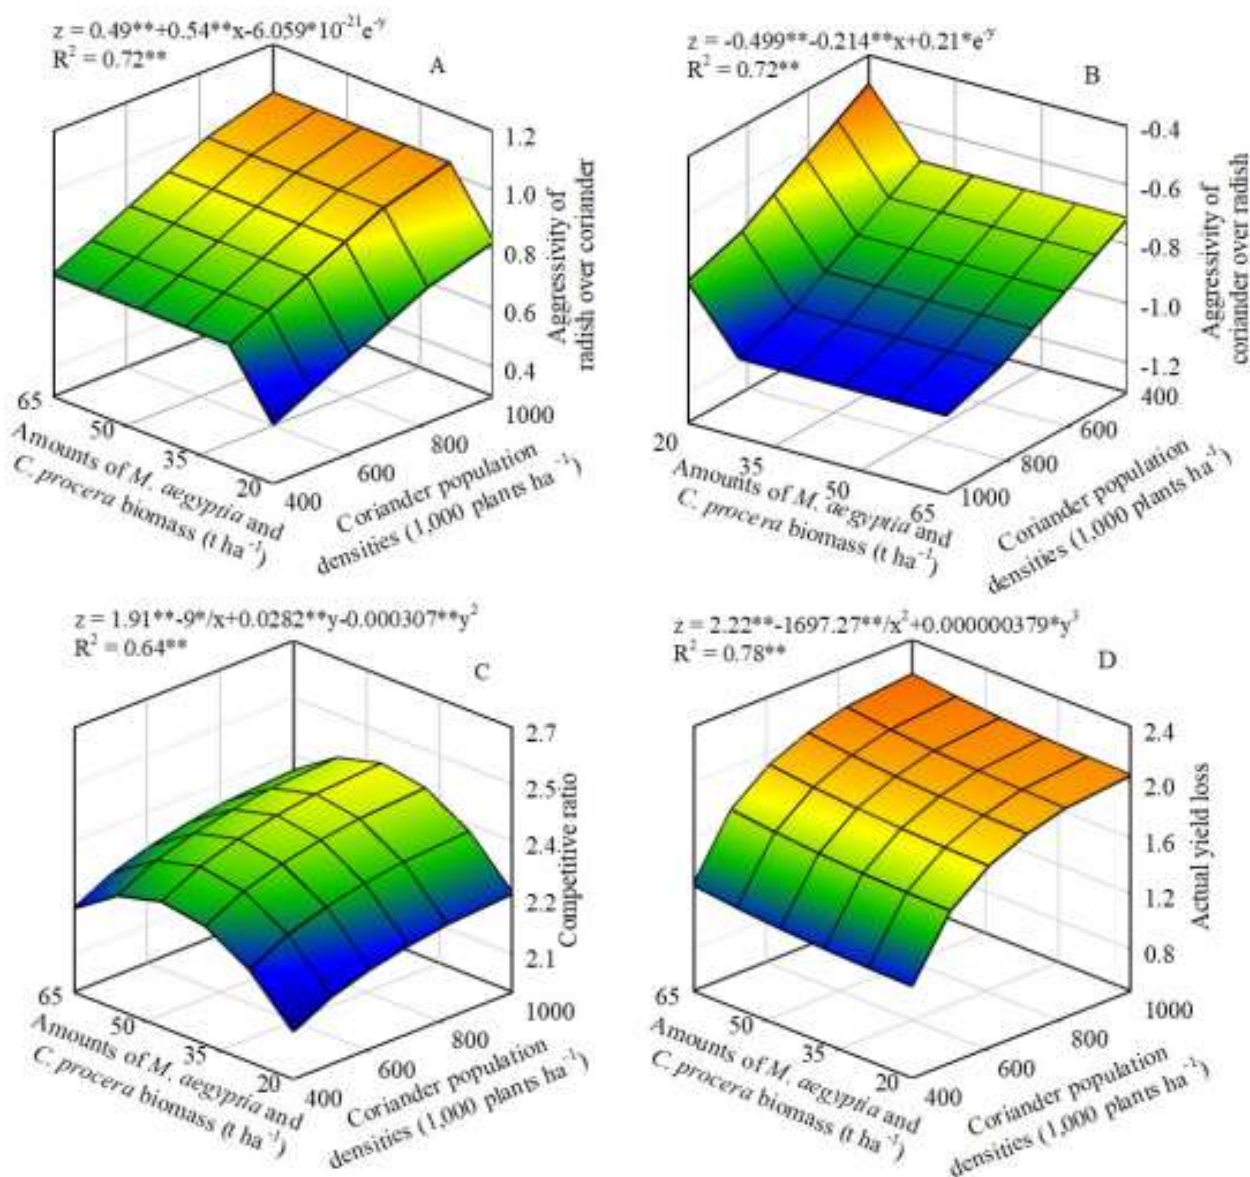 z = 0.49**+0.54**x-6.059*10⁻²¹e⁻ʸ
R² = 0.72**
A
1.2
1.0
0.8
0.6
0.4
Aggressivity of
radish over coriander
65
50
35
20
400
600
800
1000
Amounts of M. aegyptia and
C. procera biomass (t ha⁻¹)
Coriander population
densities (1,000 plants ha⁻¹)
z = -0.499**-0.214**x+0.21*e⁻ʸ
R² = 0.72**
B
-0.4
-0.6
-0.8
-1.0
-1.2
Aggressivity of
coriander over radish
20
35
50
65
1000
800
600
400
Amounts of M. aegyptia and
C. procera biomass (t ha⁻¹)
Coriander population
densities (1,000 plants ha⁻¹)
z = 1.91**-9*/x+0.0282**y-0.000307**y²
R² = 0.64**
C
2.7
2.5
2.4
2.2
2.1
Competitive ratio
65
50
35
20
400
600
800
1000
Amounts of M. aegyptia and
C. procera biomass (t ha⁻¹)
Coriander population
densities (1,000 plants ha⁻¹)
z = 2.22**-1697.27**/x²+0.000000379*y³
R² = 0.78**
D
2.4
2.0
1.6
1.2
0.8
Actual yield loss
65
50
35
20
400
600
800
1000
Amounts of M. aegyptia and
C. procera biomass (t ha⁻¹)
Coriander population
densities (1,000 plants ha⁻¹)